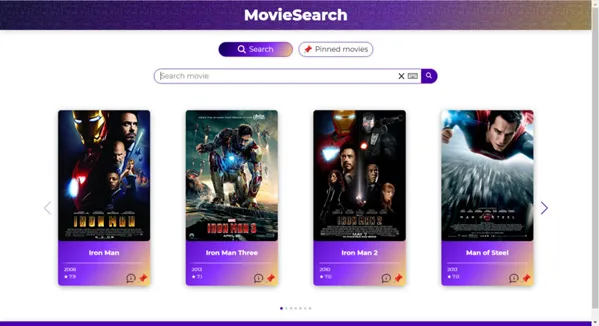 MovieSearch
Search
Pinned movies
Search movie
IRON MAN
IRON MAN 3
IRON MAN 2
MAN OF STEEL
Iron Man
Iron Man Three
Iron Man 2
Man of Steel
2008
2013
2010
2013
★ 7.9
★ 7.1
★ 7.0
★ 7.0